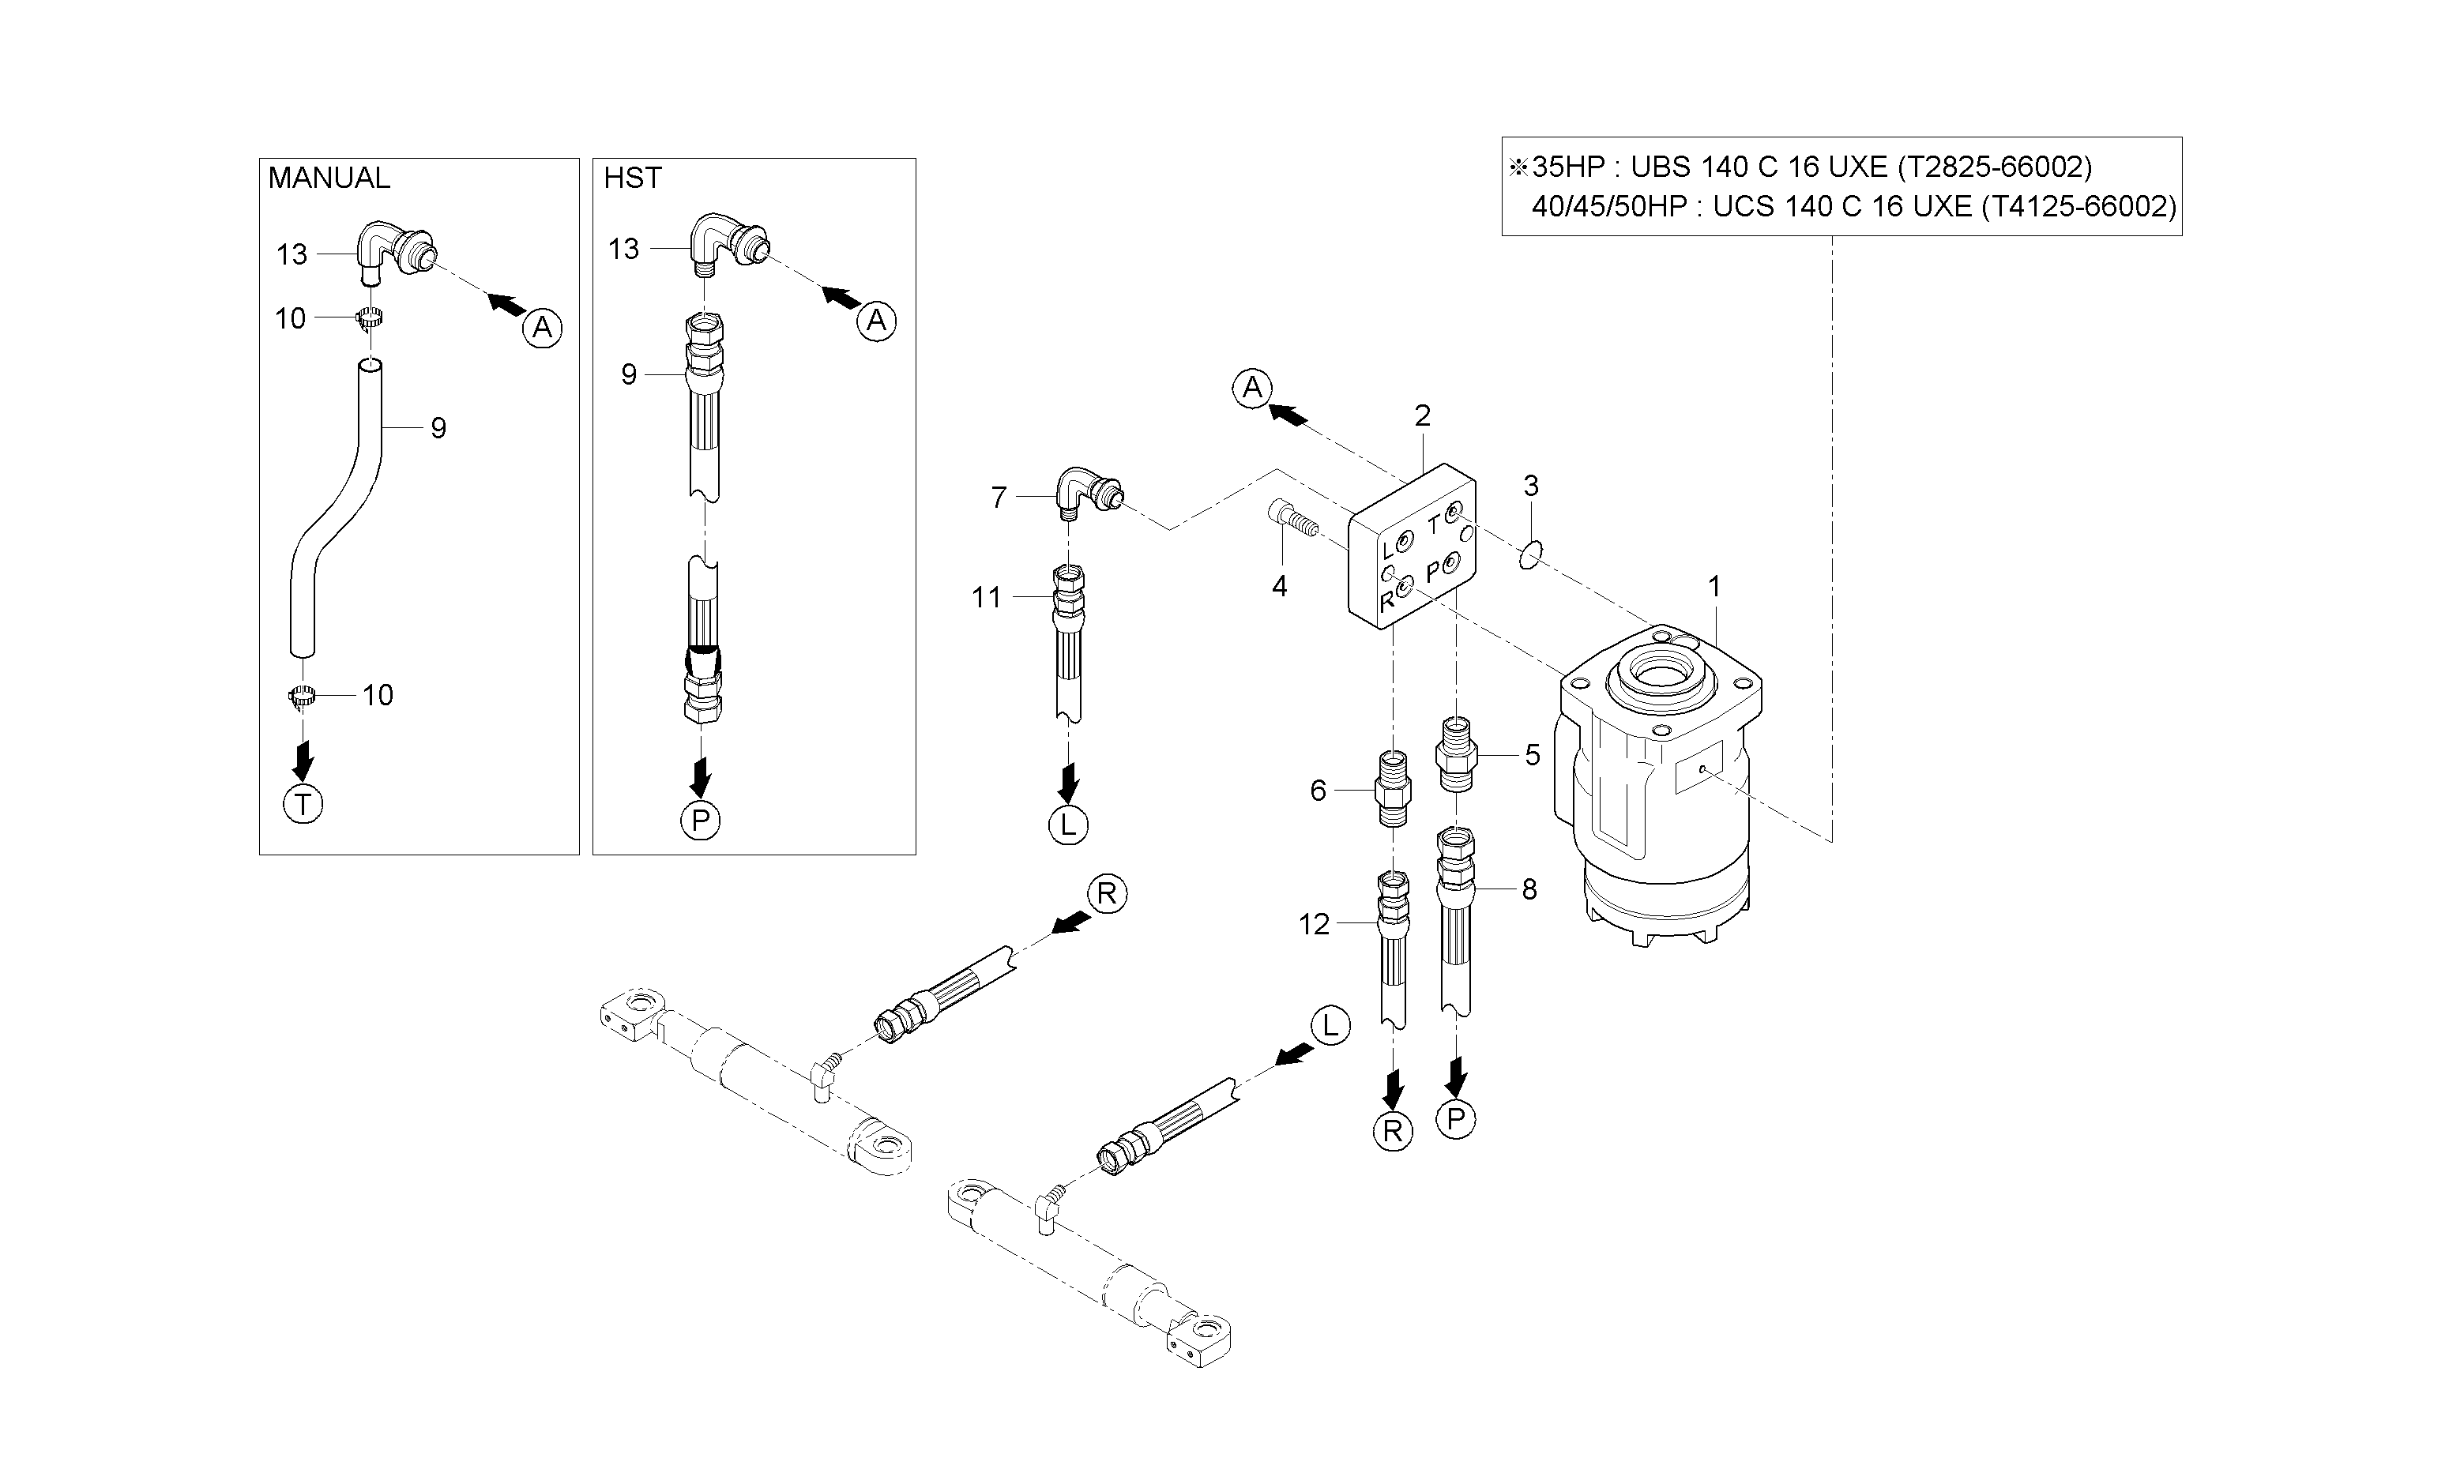 ※35HP : UBS 140 C 16 UXE (T2825-66002)
40/45/50HP : UCS 140 C 16 UXE (T4125-66002)
MANUAL
13
10
A
9
10
T
HST
13
A
9
P
A
2
7
4
3
1
L
T
R
P
11
L
5
6
8
12
R
P
R
L